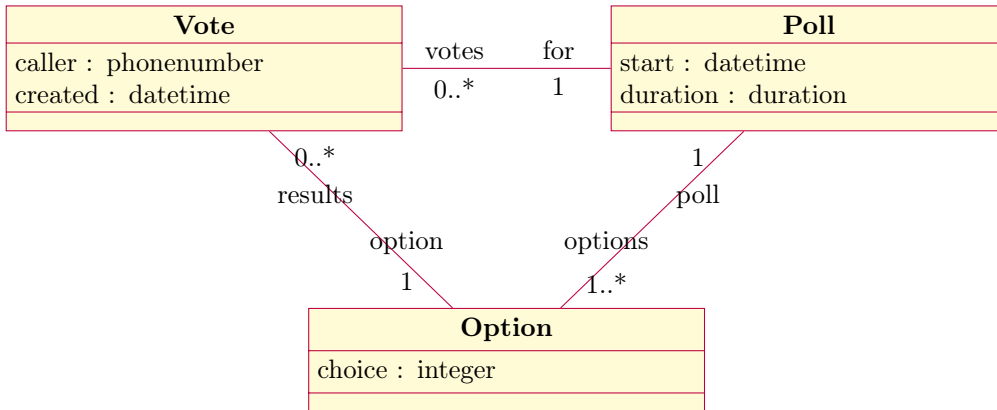 Vote
caller : phonenumber
created : datetime
votes
for
0..*
1
Poll
start : datetime
duration : duration
0..*
results
option
1
1
poll
options
1..*
Option
choice : integer